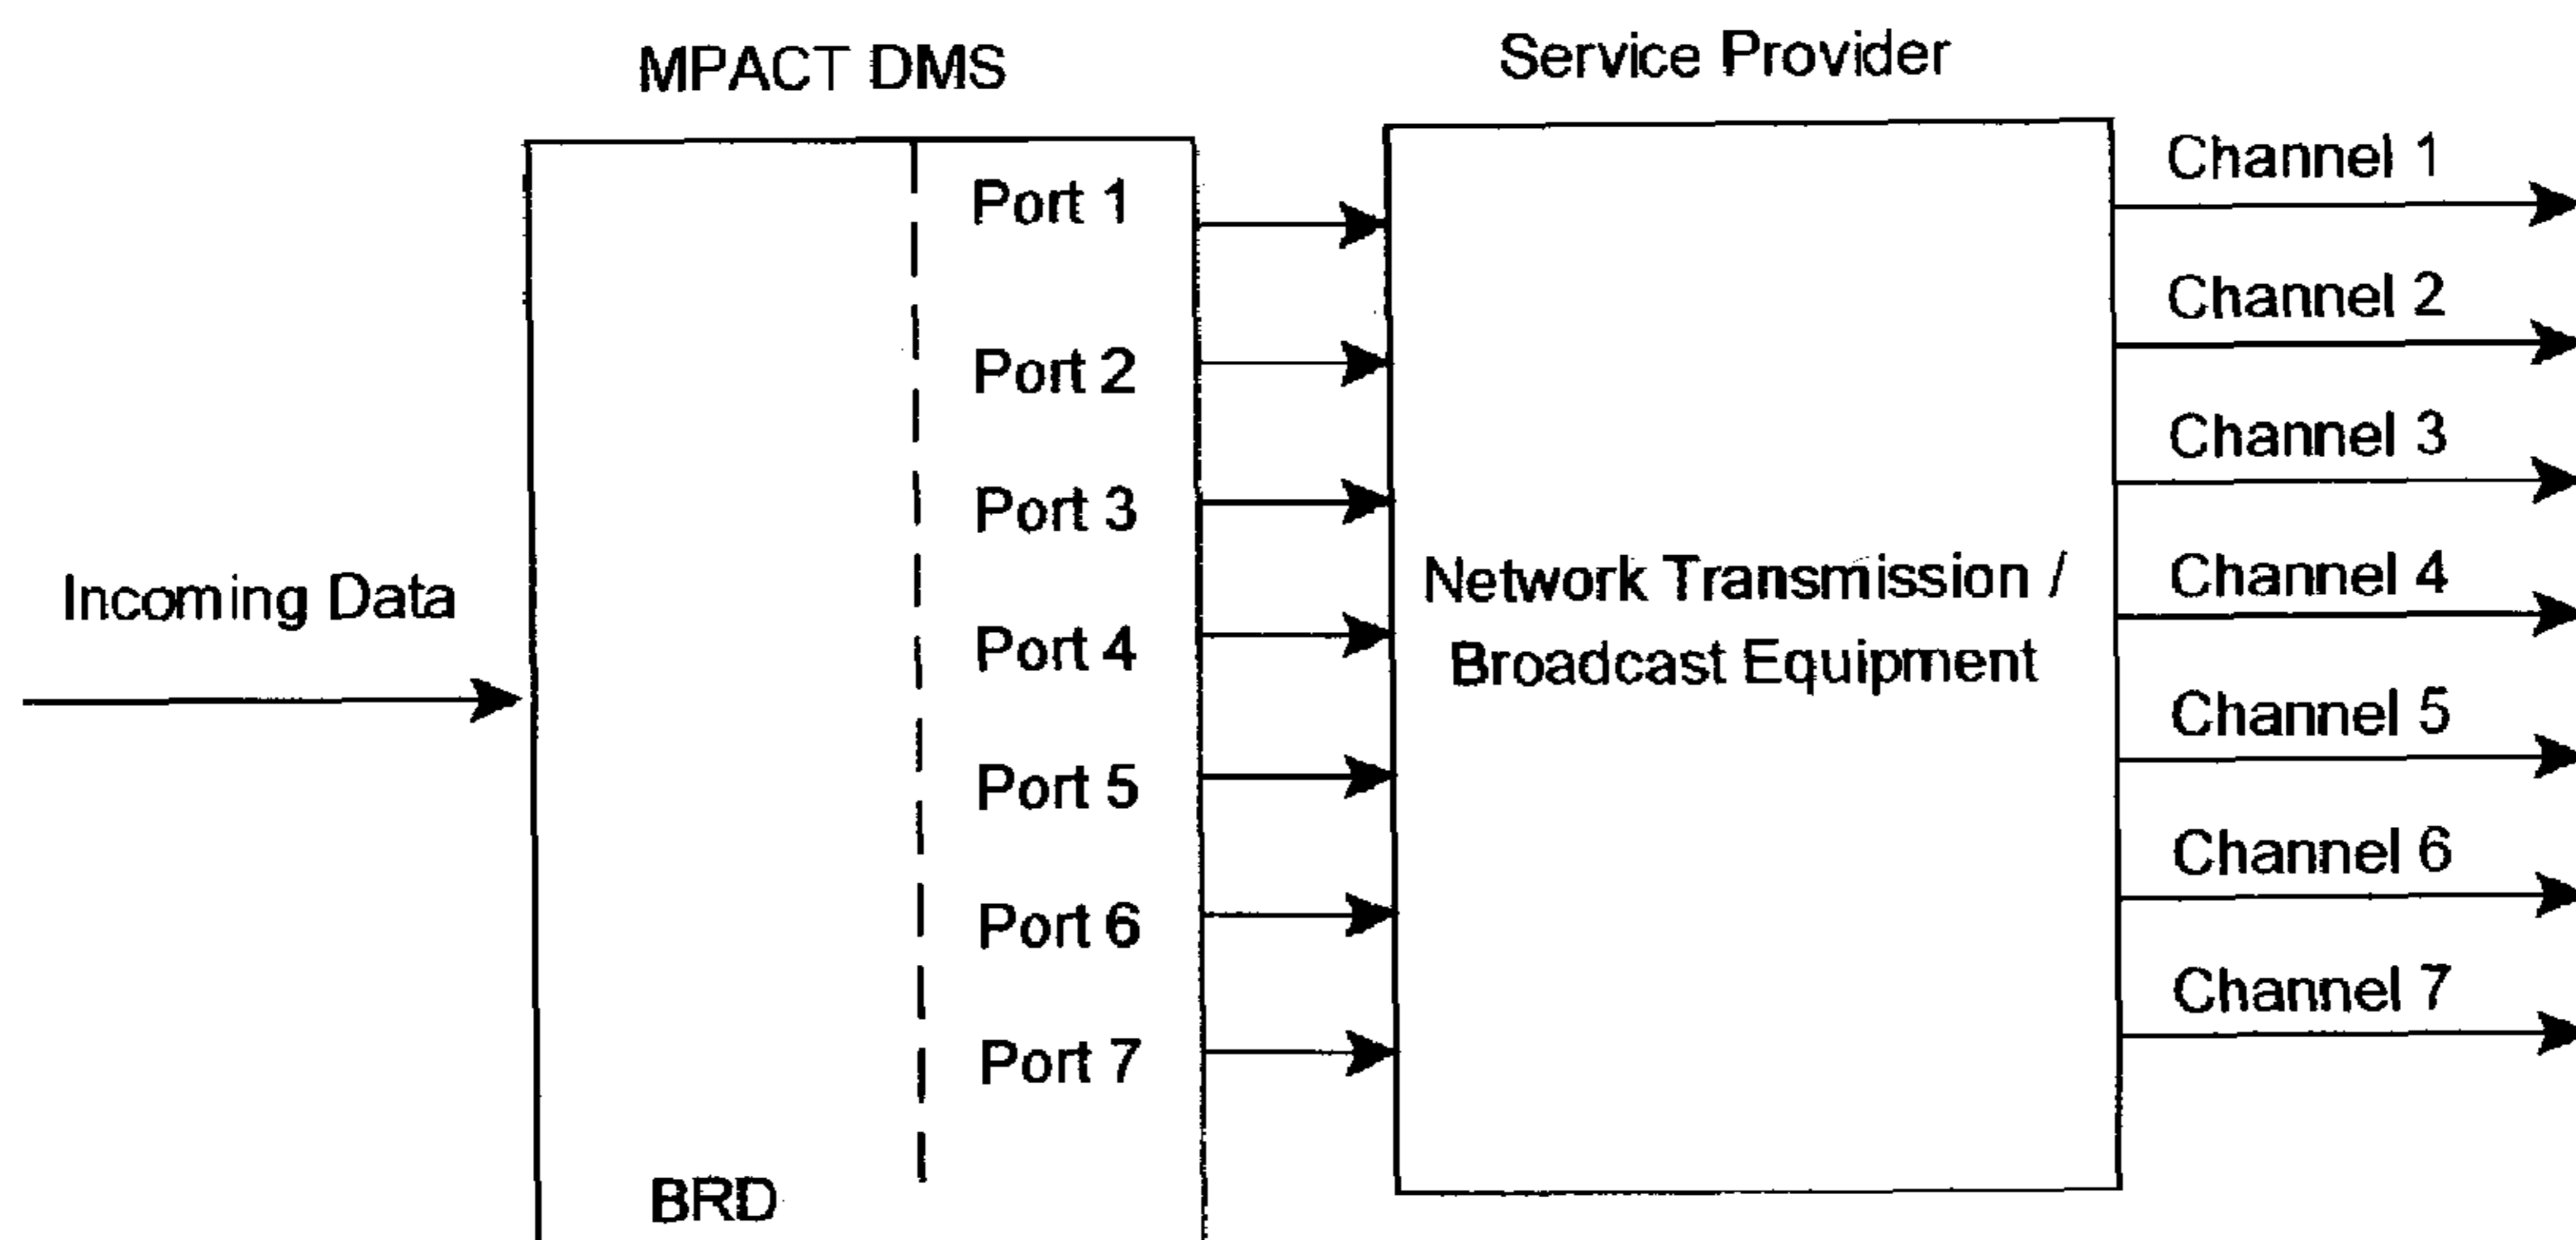 MPACT DMS
Service Provider
Incoming Data
Port 1
Port 2
Port 3
Port 4
Port 5
Port 6
Port 7
BRD
Network Transmission /
Broadcast Equipment
Channel 1
Channel 2
Channel 3
Channel 4
Channel 5
Channel 6
Channel 7